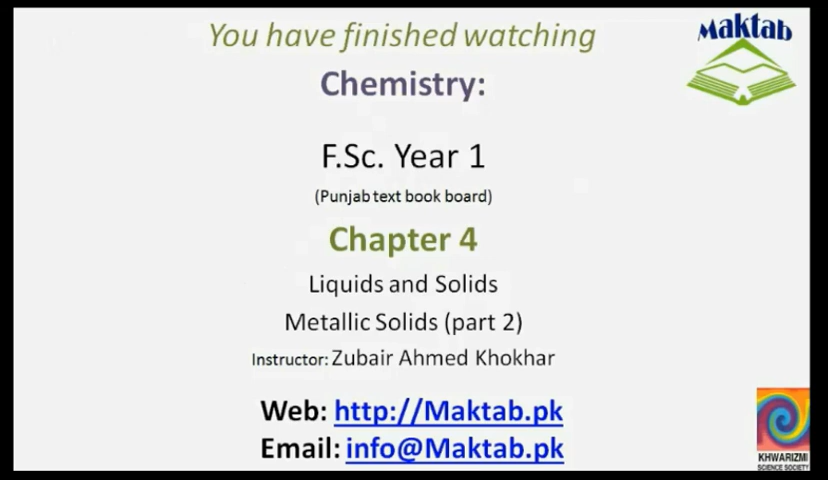 You have finished watching
Maktab
Chemistry:
F.Sc. Year 1
(Punjab text book board)
Chapter 4
Liquids and Solids
Metallic Solids (part 2)
Instructor: Zubair Ahmed Khokhar
Web: http://Maktab.pk
Email: info@Maktab.pk
KHWARIZMI
SCIENCE SOCIETY